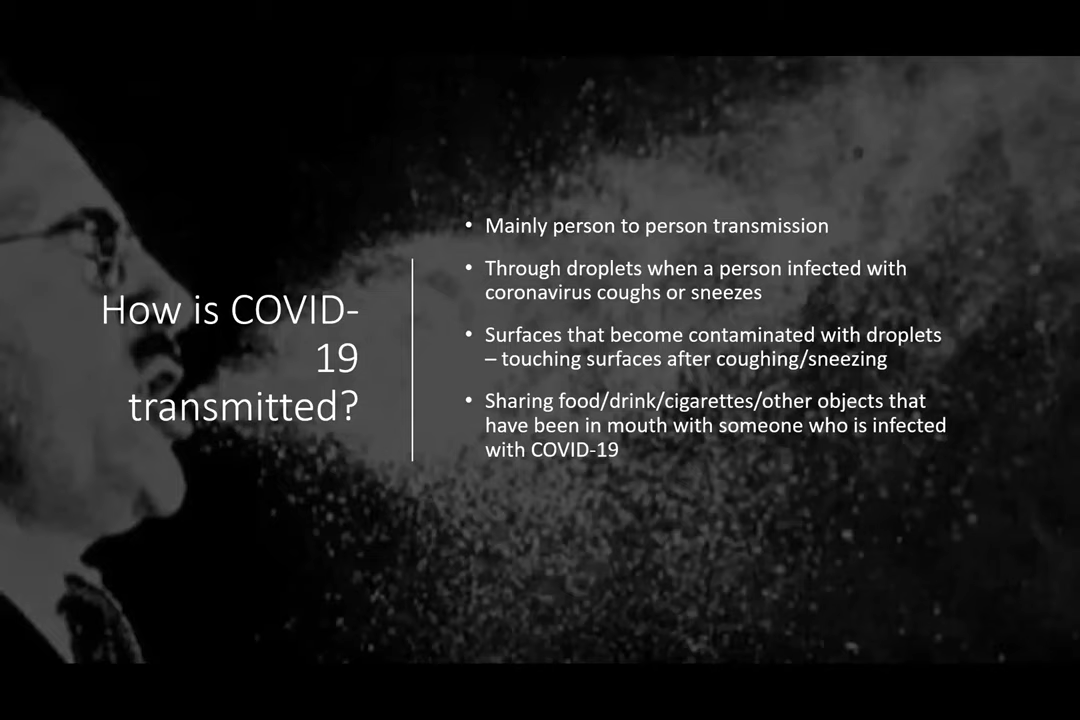 How is COVID-
19
transmitted?
• Mainly person to person transmission
• Through droplets when a person infected with
coronavirus coughs or sneezes
• Surfaces that become contaminated with droplets
– touching surfaces after coughing/sneezing
• Sharing food/drink/cigarettes/other objects that
have been in mouth with someone who is infected
with COVID-19